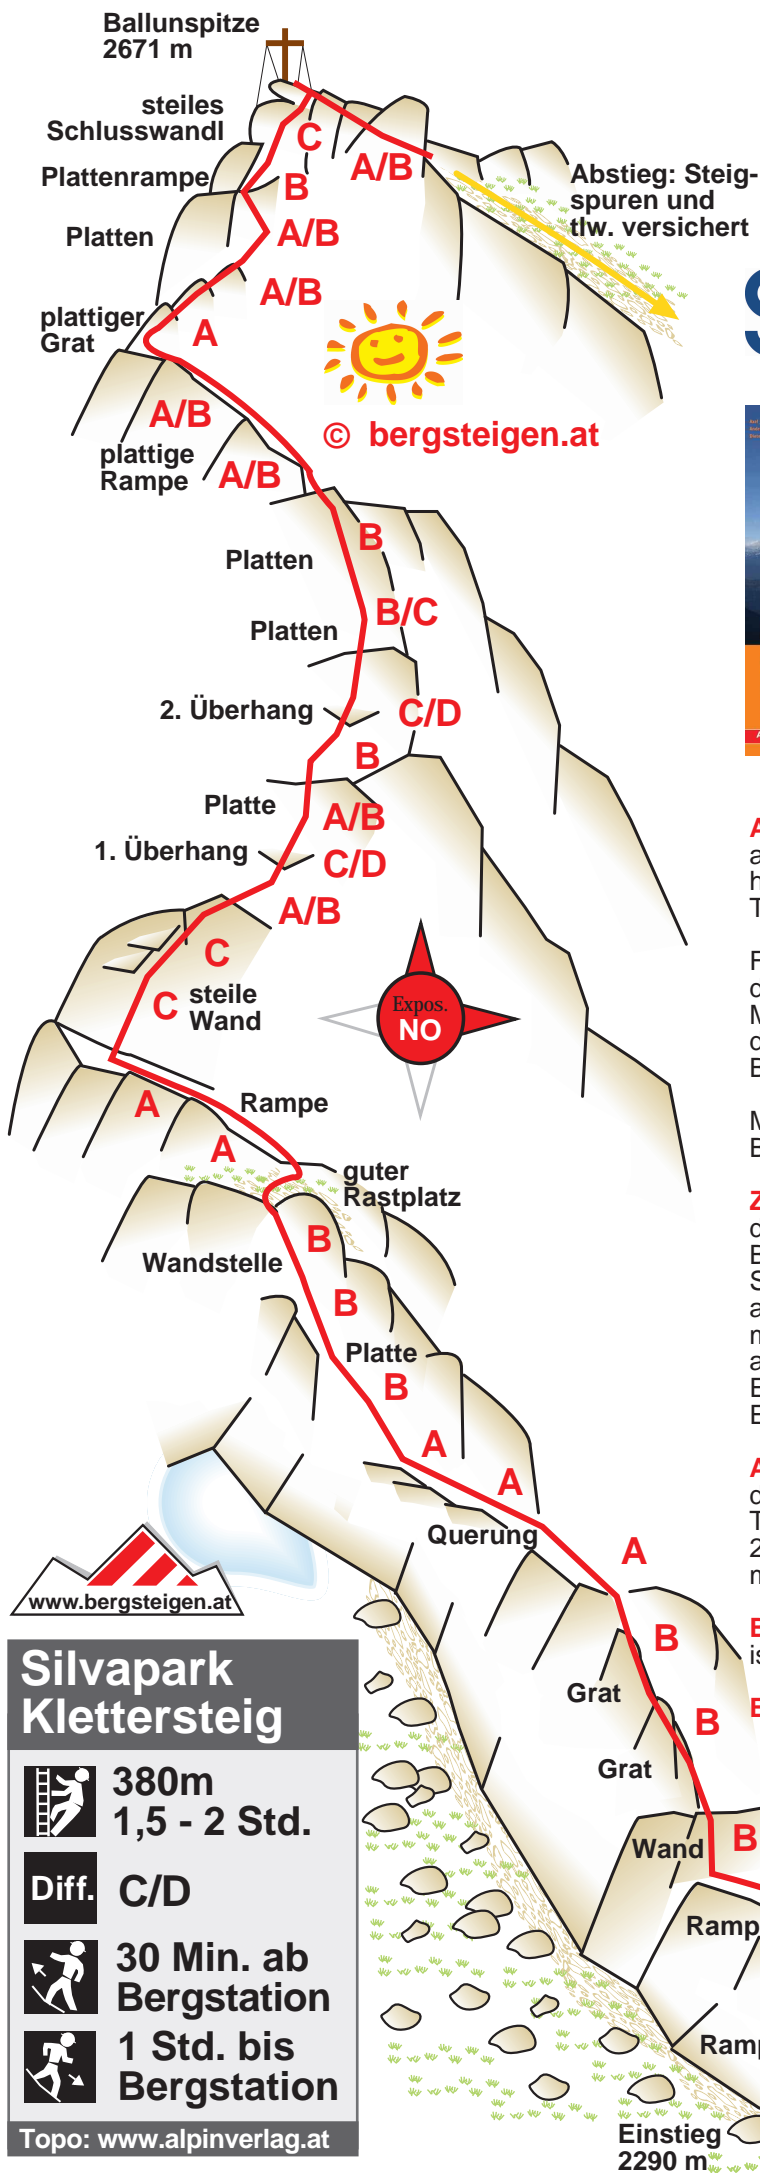 Ballunspitze
2671 m
steiles
Schlusswandl
C
A/B
Plattenrampe
B
Abstieg: Steig-
spuren und
tlw. versichert
Platten
A/B
A/B
plattiger
Grat
A
A/B
© bergsteigen.at
plattige
Rampe
A/B
B
Platten
B/C
Platten
2. Überhang
C/D
B
Platte
A/B
1. Überhang
C/D
A/B
C
C
steile
Wand
Expos.
NO
A
Rampe
A
guter
Rastplatz
B
Wandstelle
B
Platte
B
A
A
Querung
A
www.bergsteigen.at
B
Grat
B
Grat
Wand
B
Silvapark
Klettersteig
380m
1,5 - 2 Std.
Diff.
C/D
30 Min. ab
Bergstation
1 Std. bis
Bergstation
Topo: www.alpinverlag.at
Einstieg
2290 m